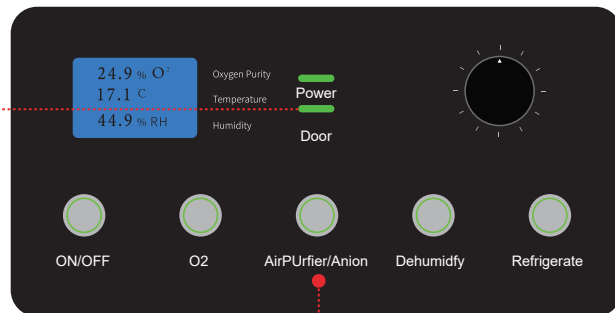 24.9 % O² Oxygen Purity
17.1 C Temperature
44.9 % RH Humidity
Power
Door
ON/OFF O2 AirPUrfier/Anion Dehumidfy Refrigerate